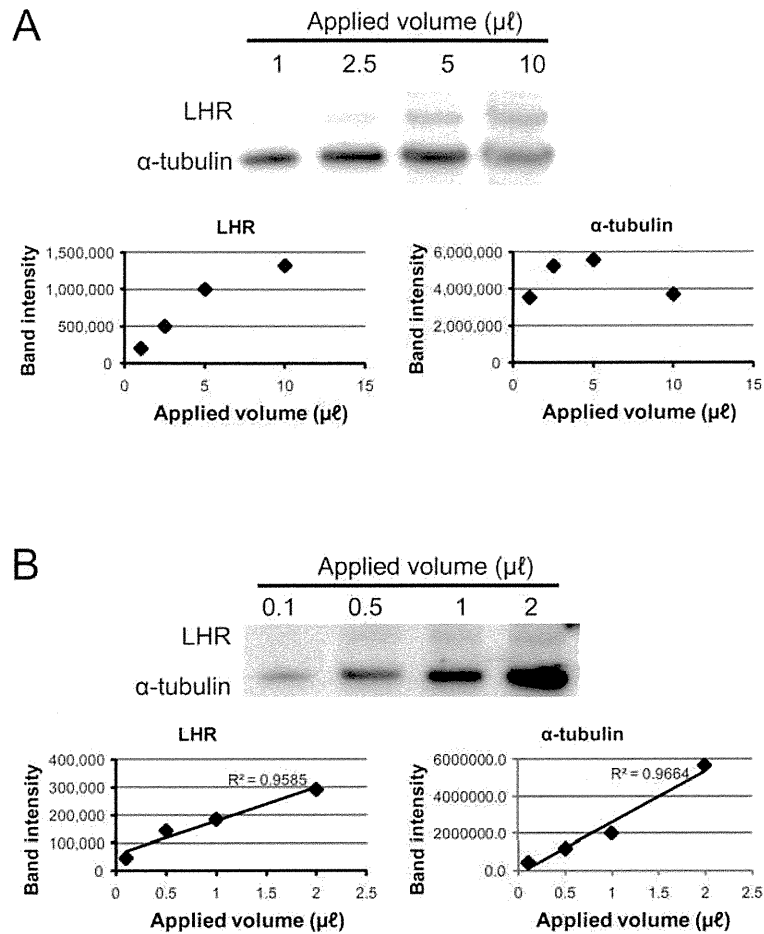 A
Applied volume (µℓ)
1 2.5 5 10
LHR
α-tubulin
LHR
Band intensity
1,500,000
1,000,000
500,000
0
0 5 10 15
Applied volume (µℓ)
α-tubulin
Band intensity
6,000,000
4,000,000
2,000,000
0
0 5 10 15
Applied volume (µℓ)
B
Applied volume (µℓ)
0.1 0.5 1 2
LHR
α-tubulin
LHR
Band intensity
400,000
300,000
200,000
100,000
0
R² = 0.9585
0 0.5 1 1.5 2 2.5
Applied volume (µℓ)
α-tubulin
Band intensity
6000000.0
4000000.0
2000000.0
0.0
R² = 0.9664
0 0.5 1 1.5 2 2.5
Applied volume (µℓ)